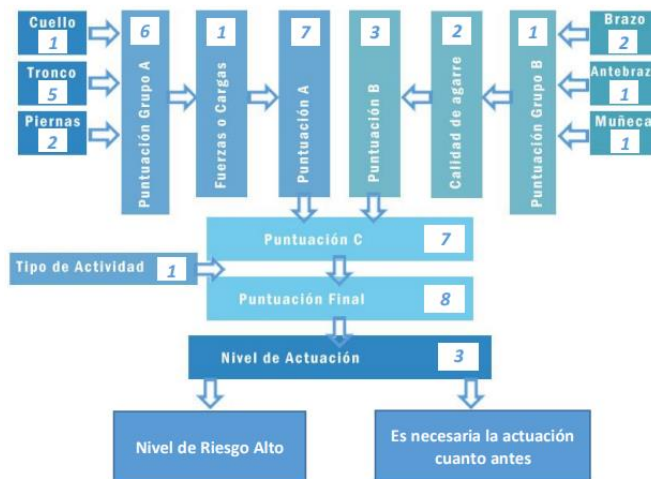 Cuello
1
Tronco
5
Piernas
2
Puntuación Grupo A
6
Fuerzas o Cargas
1
Puntuación A
7
Puntuación B
3
Calidad de agarre
2
Puntuación Grupo B
1
Brazo
2
Antebraz
1
Muñeca
1
Puntuación C
7
Tipo de Actividad
1
Puntuación Final
8
Nivel de Actuación
3
Nivel de Riesgo Alto
Es necesaria la actuación
cuanto antes